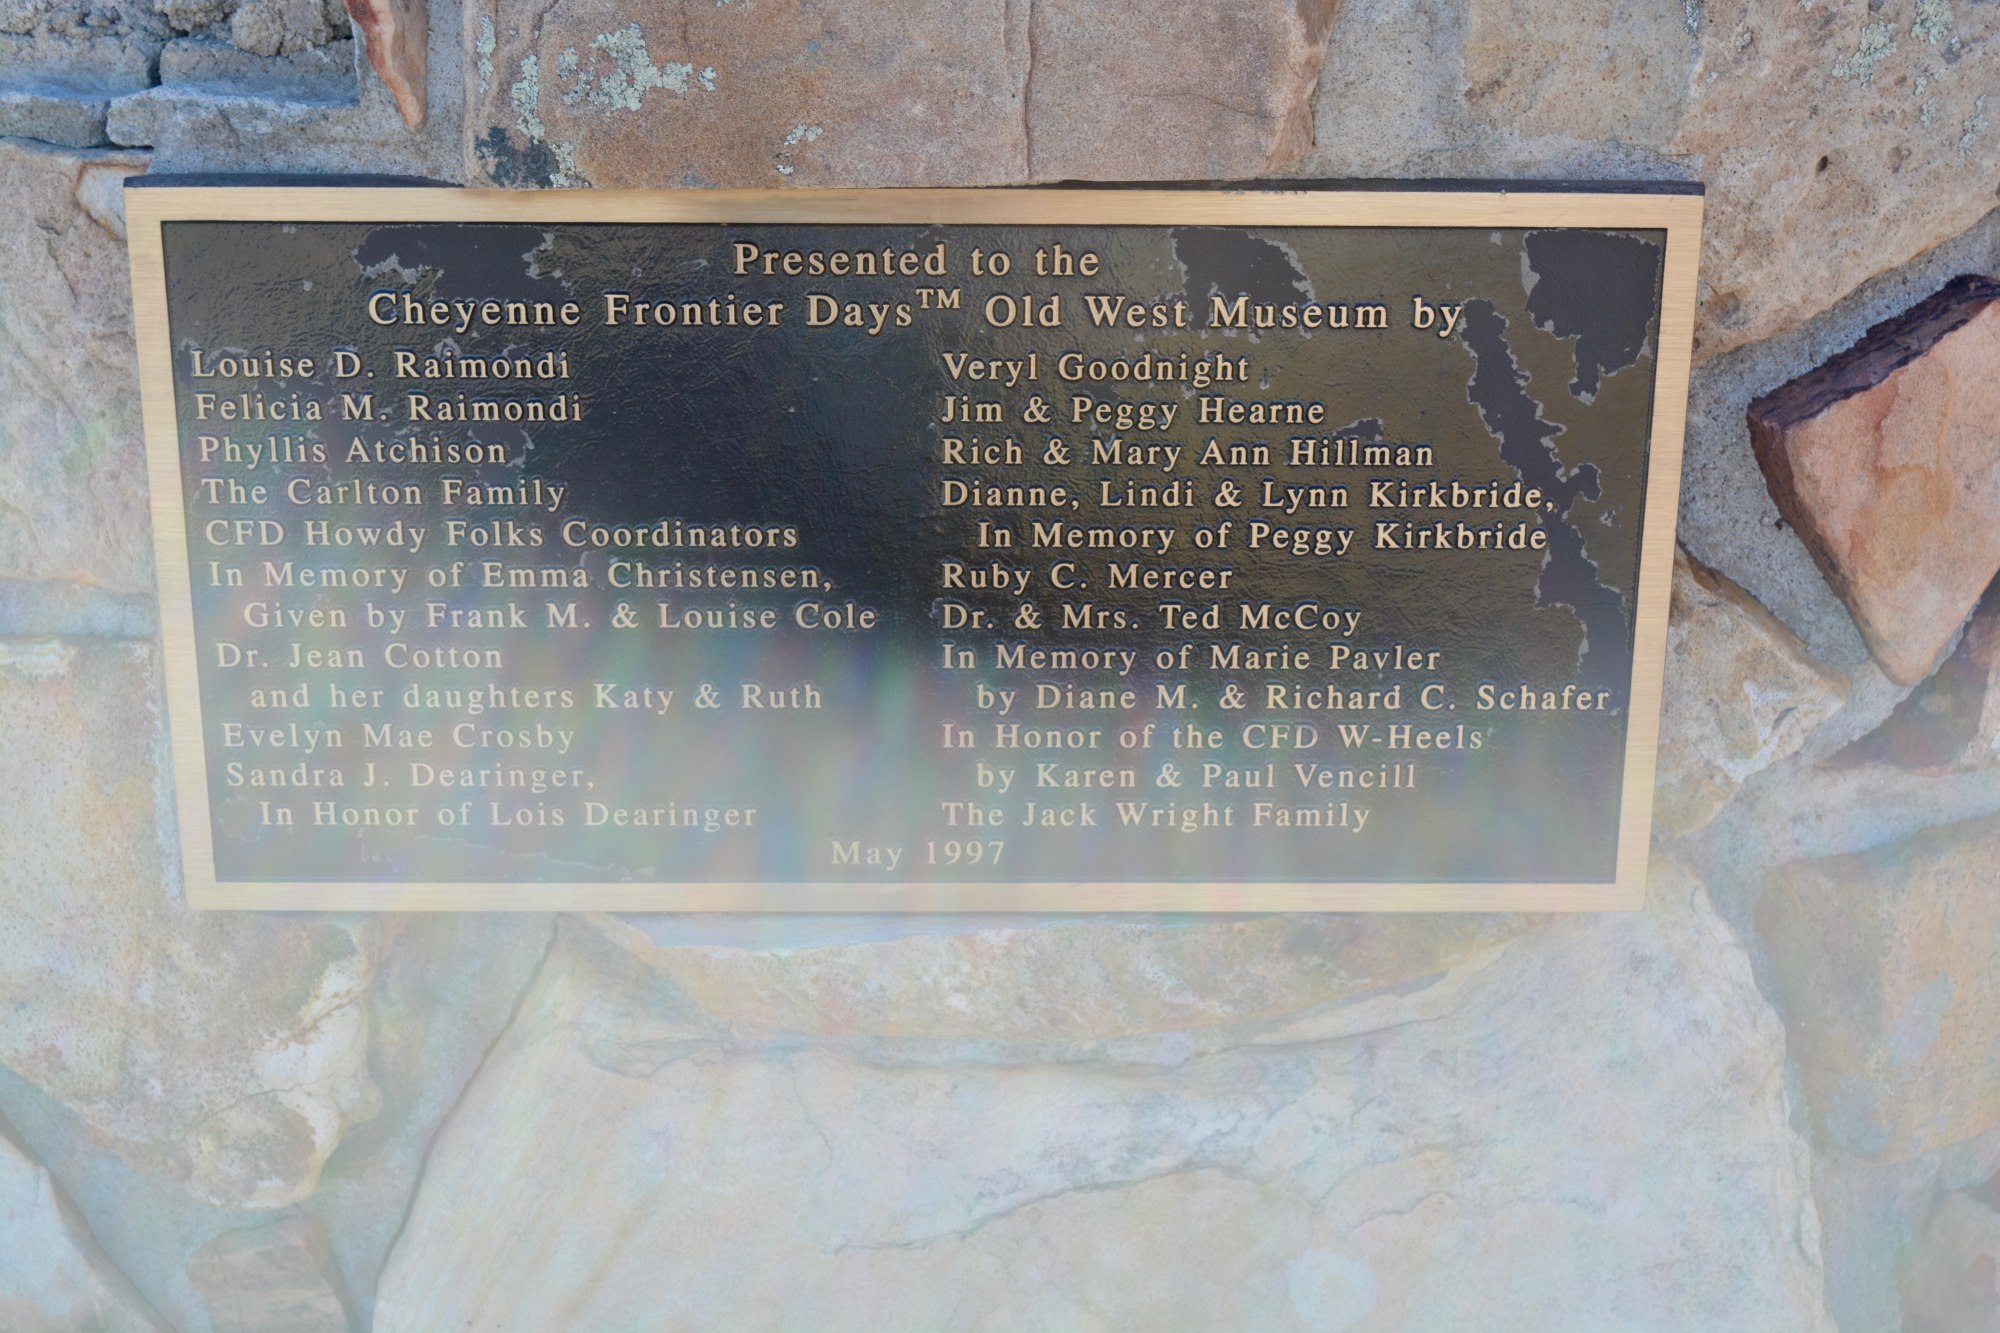 Presented to the
Cheyenne Frontier Days™ Old West Museum by
Louise D. Raimondi
Felicia M. Raimondi
Phyllis Atchison
The Carlton Family
CFD Howdy Folks Coordinators
In Memory of Emma Christensen,
Given by Frank M. & Louise Cole
Dr. Jean Cotton
and her daughters Katy & Ruth
Evelyn Mae Crosby
Sandra J. Dearinger,
In Honor of Lois Dearinger
Veryl Goodnight
Jim & Peggy Hearne
Rich & Mary Ann Hillman
Dianne, Lindi & Lynn Kirkbride,
In Memory of Peggy Kirkbride
Ruby C. Mercer
Dr. & Mrs. Ted McCoy
In Memory of Marie Pavler
by Diane M. & Richard C. Schafer
In Honor of the CFD W-Heels
by Karen & Paul Vencill
The Jack Wright Family
May 1997